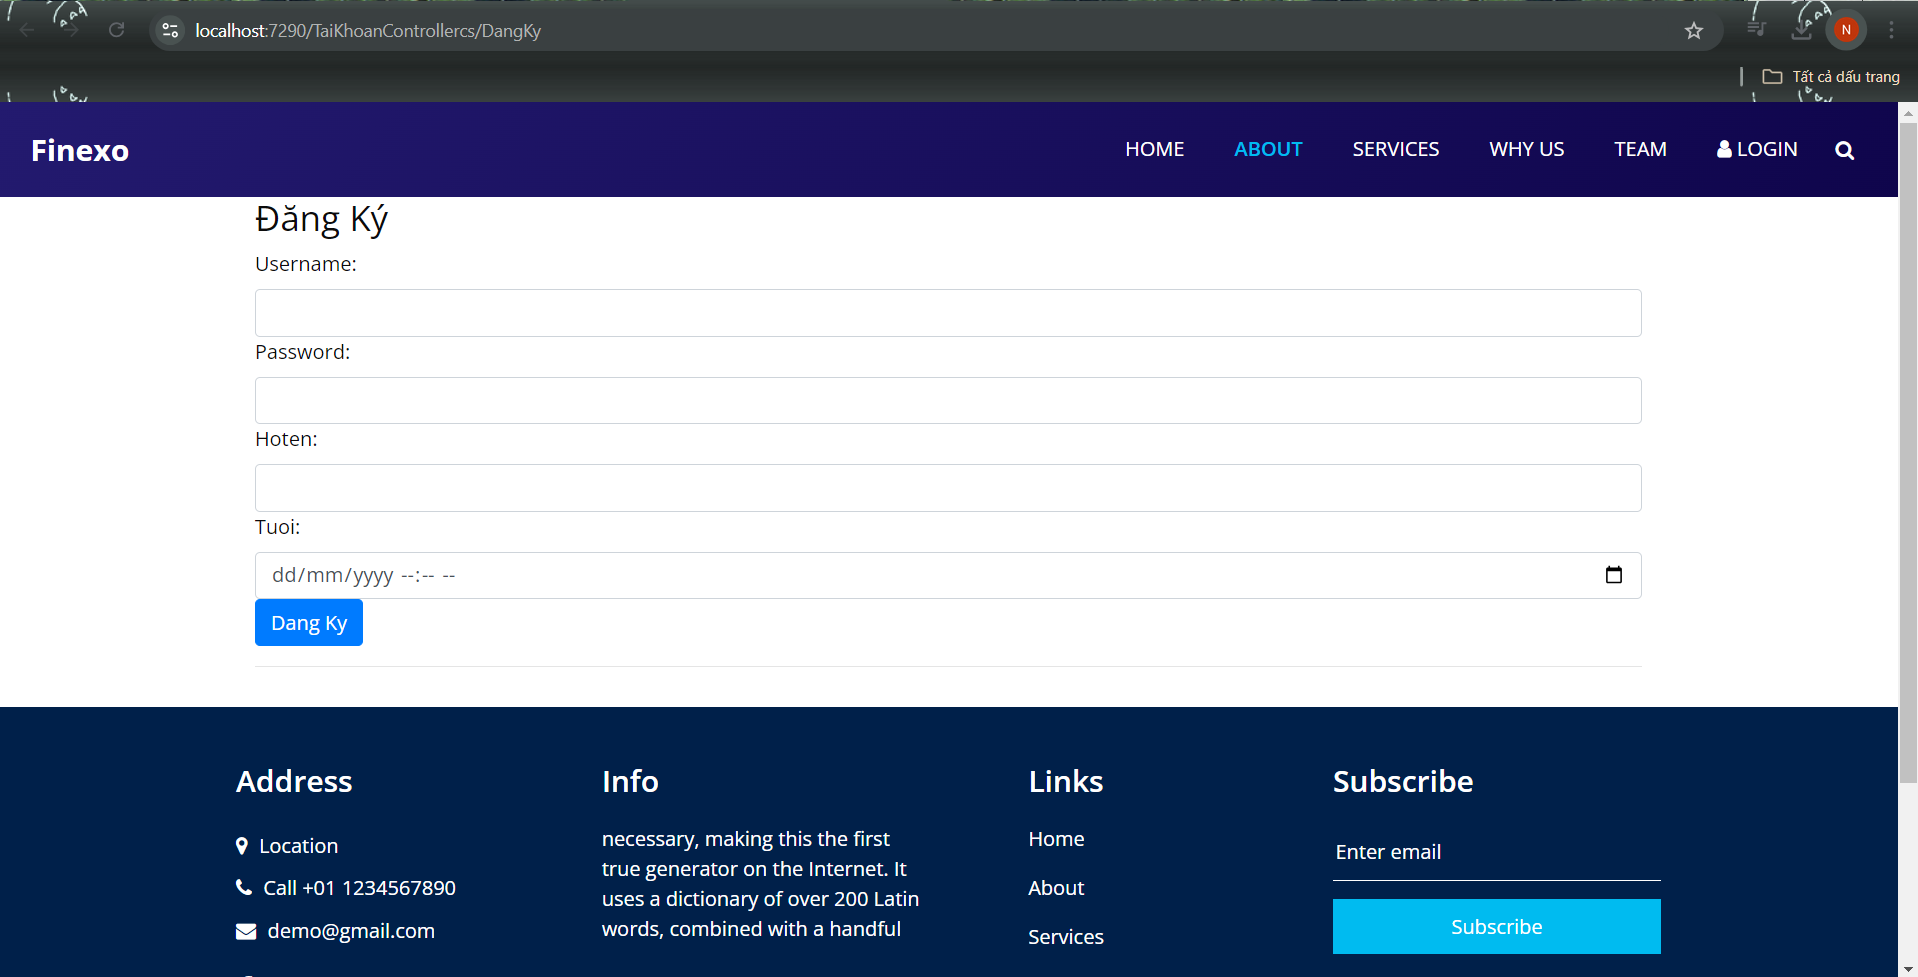 localhost:7290/TaiKhoanControllercs/DangKy
N
Tất cả dấu trang
Finexo
HOME ABOUT SERVICES WHY US TEAM LOGIN
Đăng Ký
Username:
Password:
Hoten:
Tuoi:
dd/mm/yyyy --:-- --
Dang Ky
Address
Location
Call +01 1234567890
demo@gmail.com
Info
necessary, making this the first
true generator on the Internet. It
uses a dictionary of over 200 Latin
words, combined with a handful
Links
Home
About
Services
Subscribe
Enter email
Subscribe